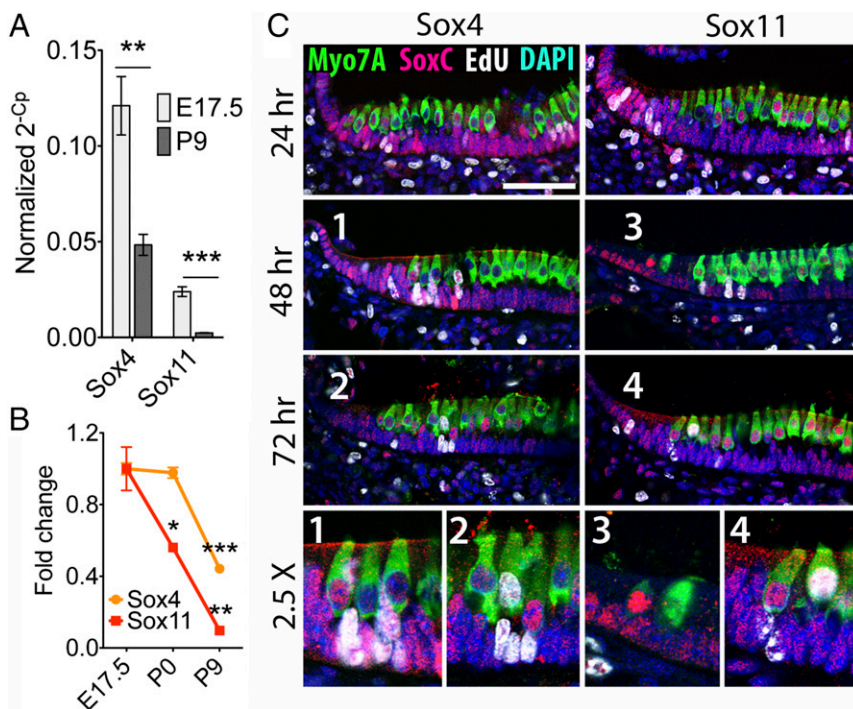 A
Normalized 2-Cp
0.15
0.10
0.05
0.00
**
***
E17.5
P9
Sox4
Sox11
B
Fold change
1.2
0.8
0.4
0.0
*
***
**
Sox4
Sox11
E17.5
P0
P9
C
Sox4
Sox11
Myo7A SoxC EdU DAPI
24 hr
48 hr
1
3
72 hr
2
4
2.5 X
1
2
3
4